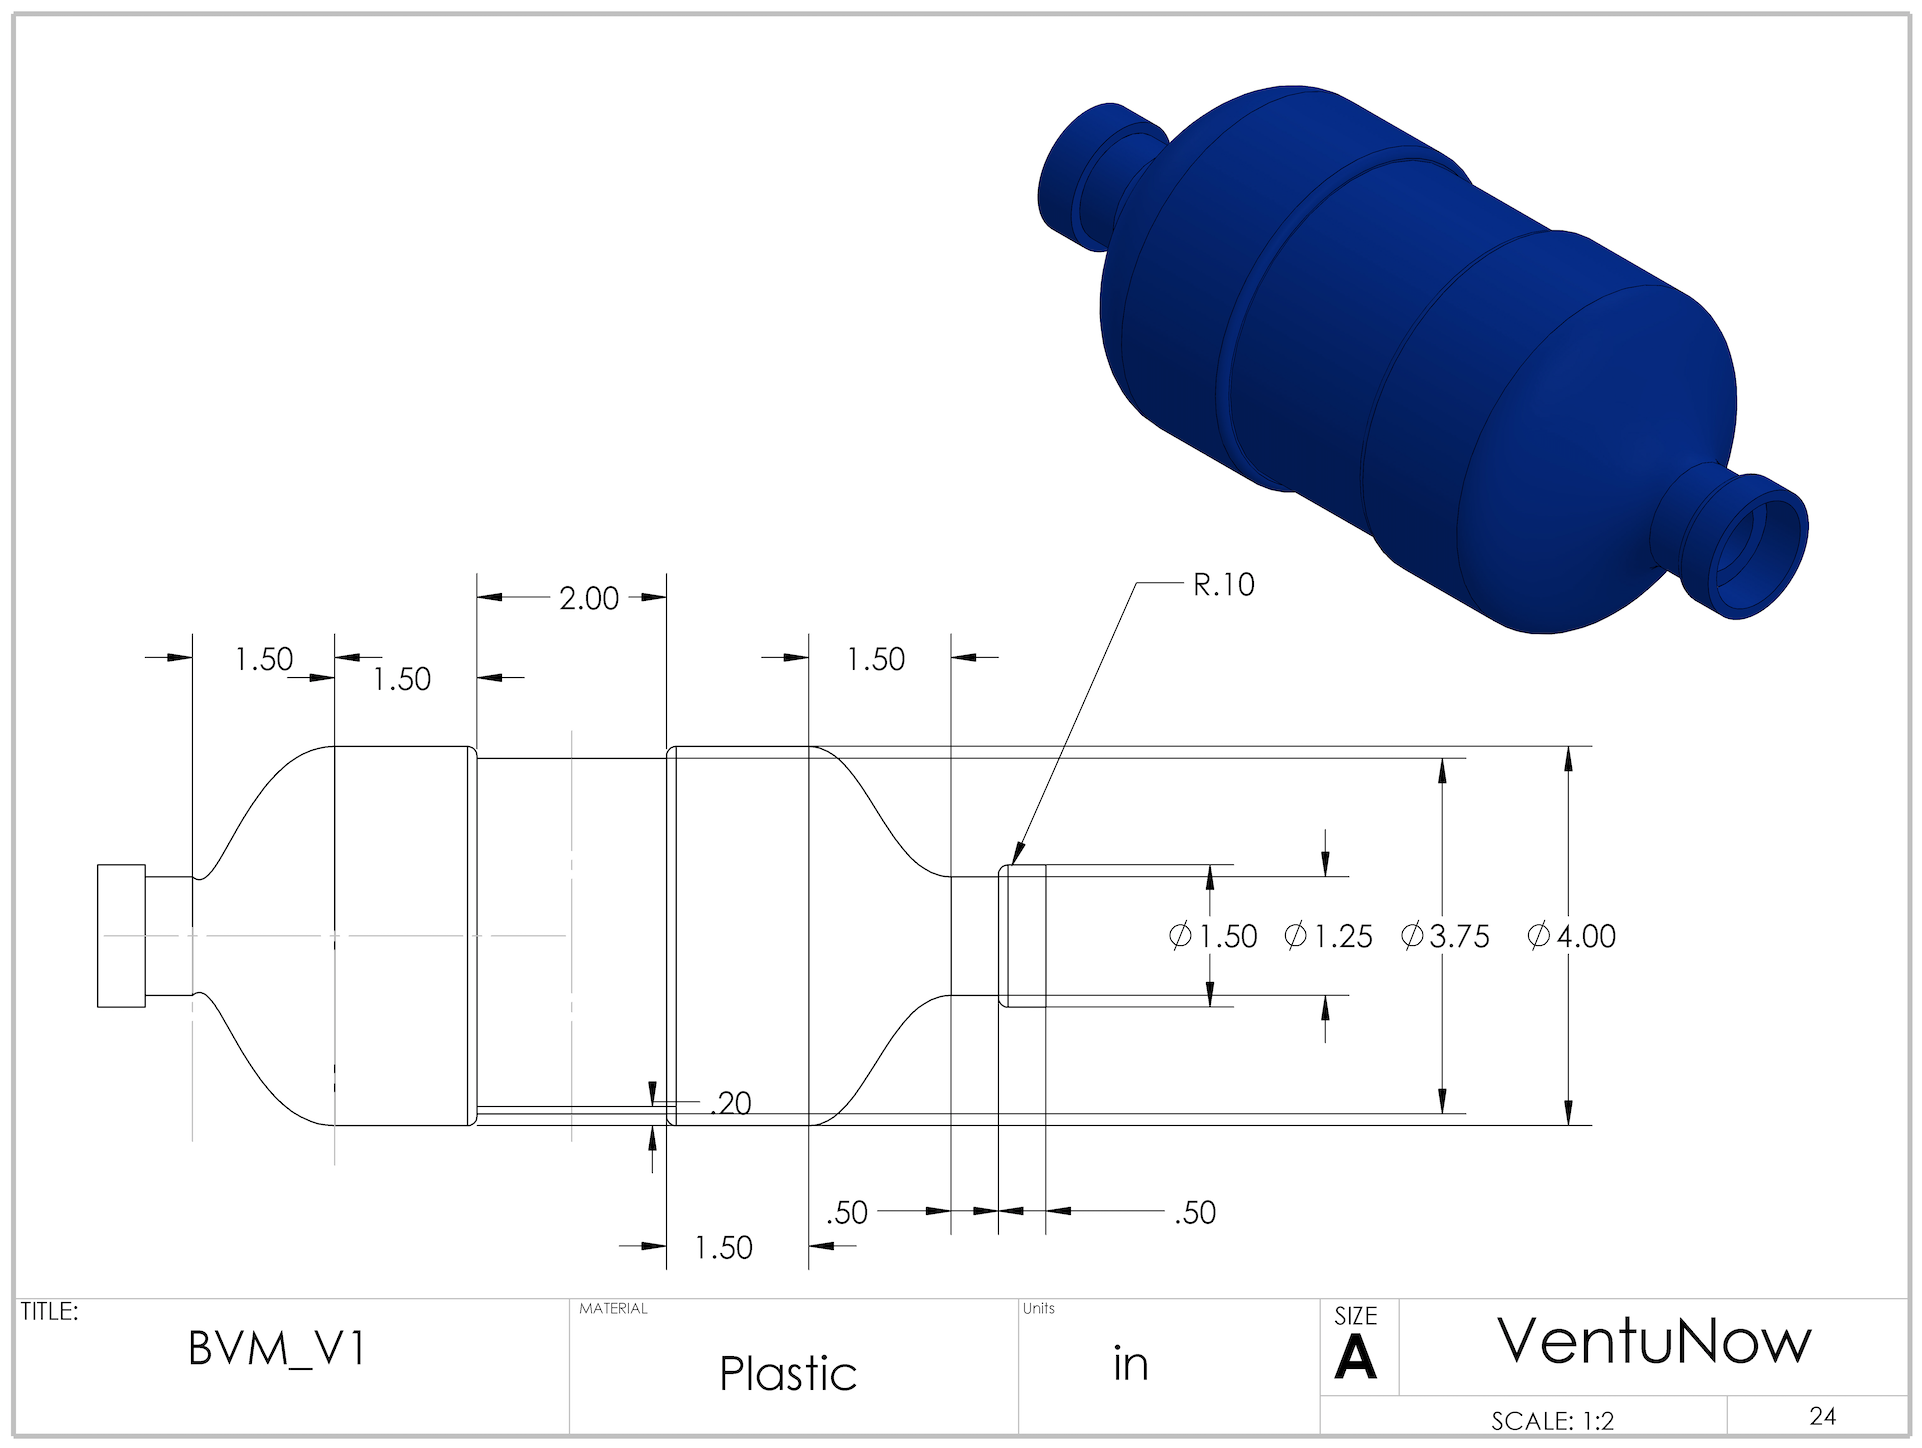 R.10
2.00
1.50
1.50
1.50
⌀1.50
⌀1.25
⌀3.75
⌀4.00
.20
.50
.50
1.50
TITLE:
BVM_V1
MATERIAL
Plastic
Units
in
SIZE
A
VentuNow
SCALE: 1:2
24